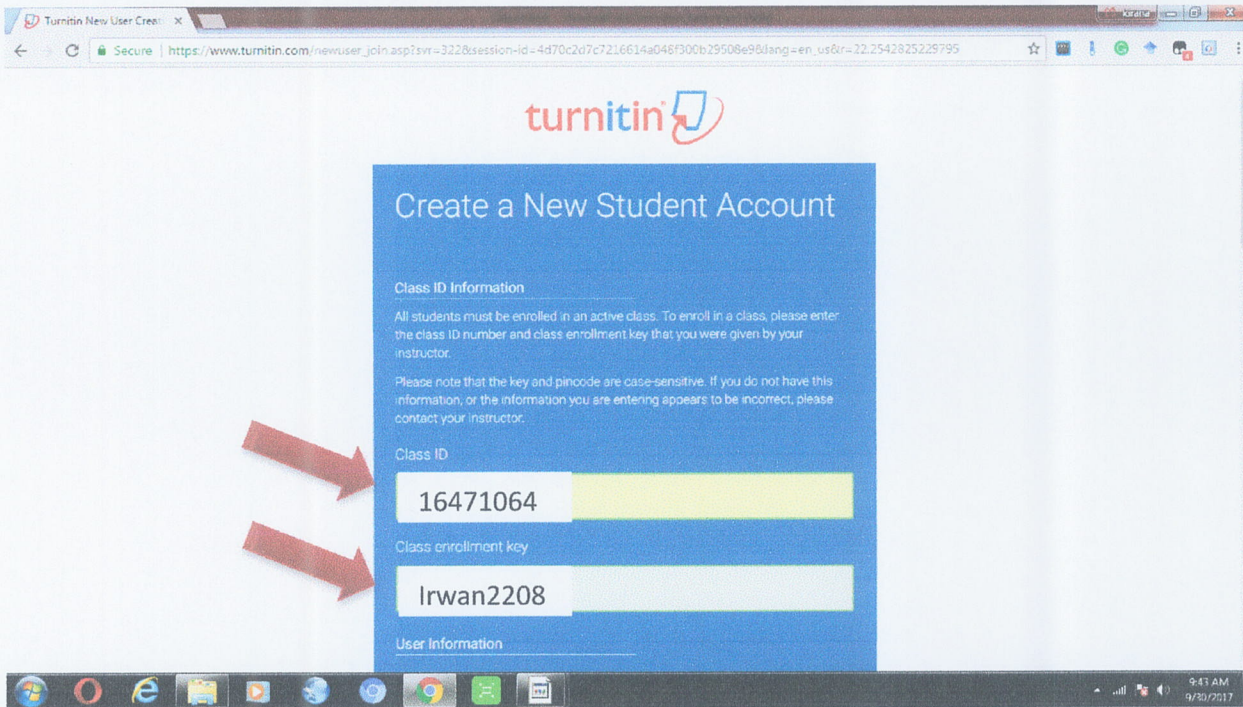 Turnitin New User Creat
Secure | https://www.turnitin.com/newuser_join.asp?svr=322&session-id=4d70c2d7c7216614a046f300b29508e9&lang=en_us&r=22.2542825229795
turnitin
Create a New Student Account
Class ID Information
All students must be enrolled in an active class. To enroll in a class, please enter
the class ID number and class enrollment key that you were given by your
instructor.
Please note that the key and pincode are case-sensitive. If you do not have this
information, or the information you are entering appears to be incorrect, please
contact your instructor.
Class ID
16471064
Class enrollment key
Irwan2208
User Information
9:43 AM
9/30/2017